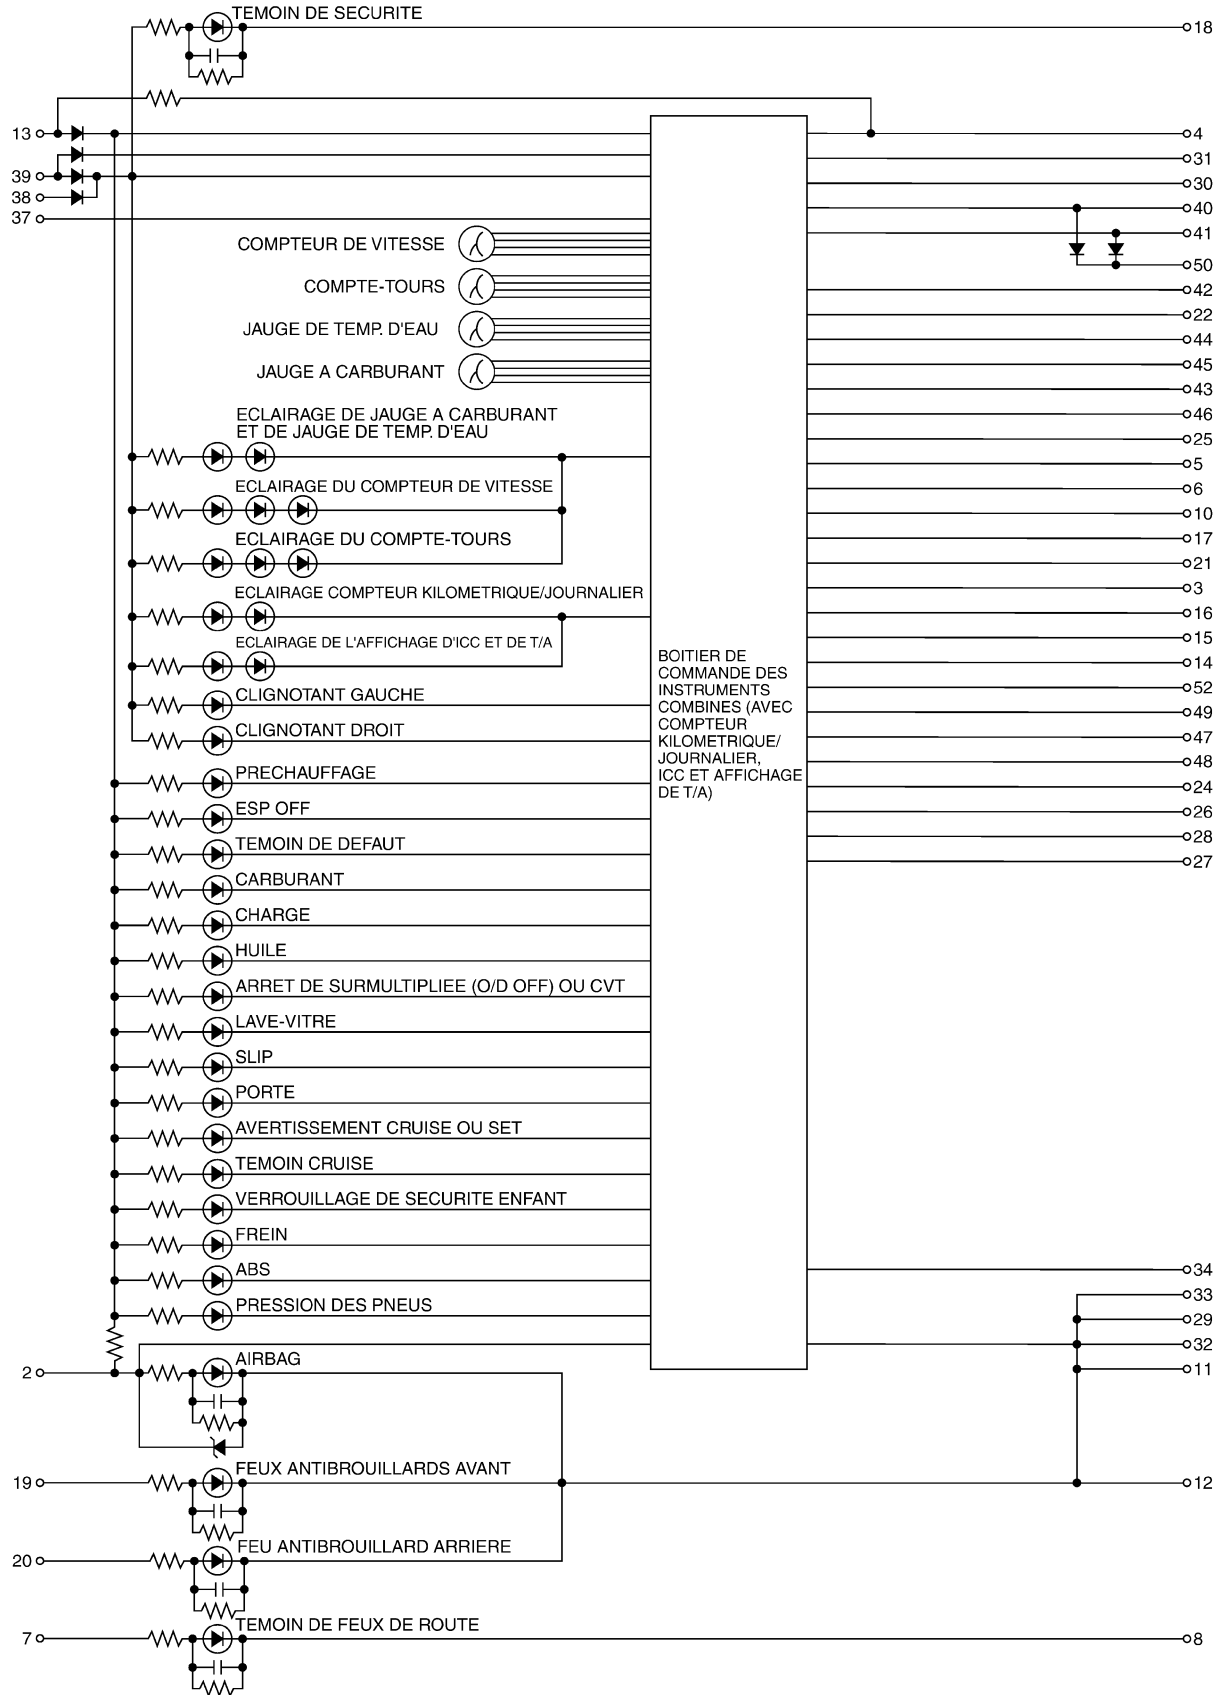 TEMOIN DE SECURITE
18
13
4
31
39
30
38
40
37
41
COMPTEUR DE VITESSE
50
COMPTE-TOURS
42
22
JAUGE DE TEMP. D'EAU
44
45
JAUGE A CARBURANT
43
ECLAIRAGE DE JAUGE A CARBURANT
ET DE JAUGE DE TEMP. D'EAU
46
25
5
ECLAIRAGE DU COMPTEUR DE VITESSE
6
10
ECLAIRAGE DU COMPTE-TOURS
17
21
ECLAIRAGE COMPTEUR KILOMETRIQUE/JOURNALIER
3
16
ECLAIRAGE DE L'AFFICHAGE D'ICC ET DE T/A
15
BOITIER DE
COMMANDE DES
INSTRUMENTS
COMBINES (AVEC
COMPTEUR
KILOMETRIQUE/
JOURNALIER,
ICC ET AFFICHAGE
DE T/A)
14
52
CLIGNOTANT GAUCHE
49
CLIGNOTANT DROIT
47
48
PRECHAUFFAGE
24
ESP OFF
26
28
TEMOIN DE DEFAUT
27
CARBURANT
CHARGE
HUILE
ARRET DE SURMULTIPLIEE (O/D OFF) OU CVT
LAVE-VITRE
SLIP
PORTE
AVERTISSEMENT CRUISE OU SET
TEMOIN CRUISE
VERROUILLAGE DE SECURITE ENFANT
FREIN
ABS
34
33
PRESSION DES PNEUS
29
32
AIRBAG
2
11
FEUX ANTIBROUILLARDS AVANT
19
12
FEU ANTIBROUILLARD ARRIERE
20
TEMOIN DE FEUX DE ROUTE
7
8